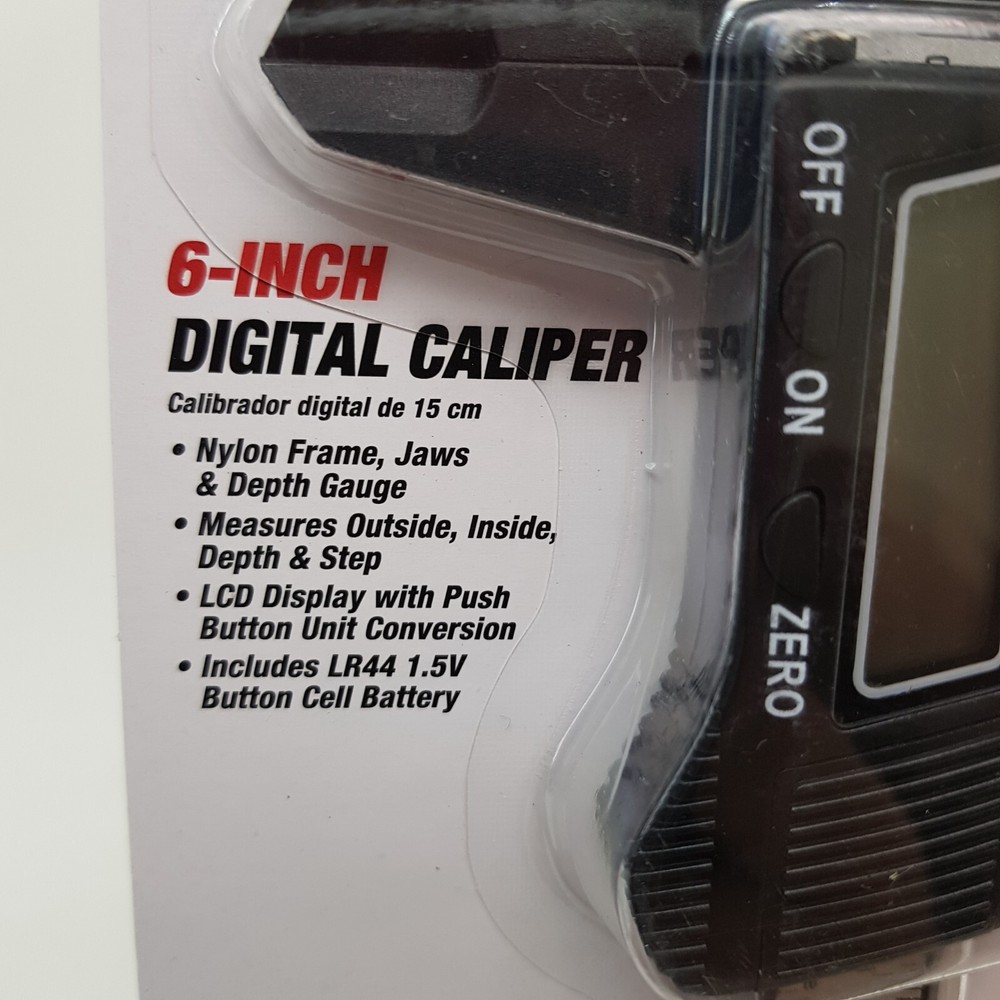 6-INCH
DIGITAL CALIPER
Calibrador digital de 15 cm
• Nylon Frame, Jaws
& Depth Gauge
• Measures Outside, Inside,
Depth & Step
• LCD Display with Push
Button Unit Conversion
• Includes LR44 1.5V
Button Cell Battery
OFF
ON
ZERO